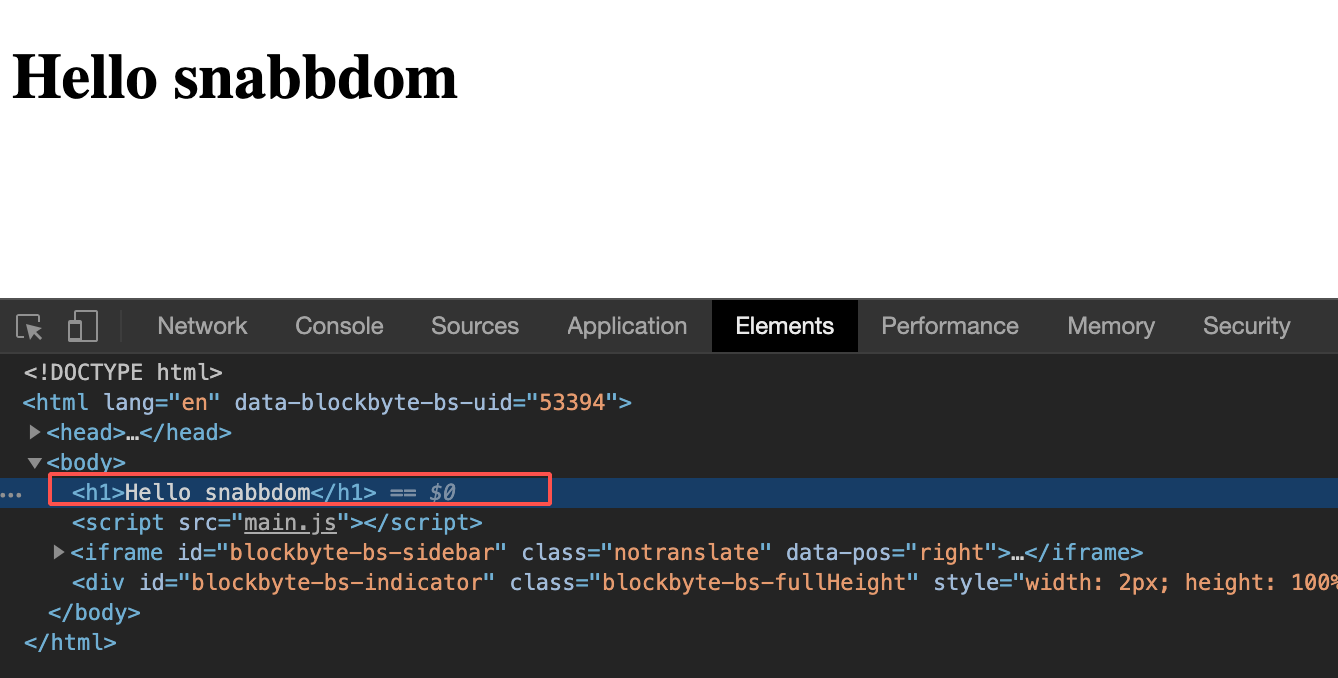 Hello snabbdom
Network Console Sources Application Elements Performance Memory Security
<!DOCTYPE html>
<html lang="en" data-blockbyte-bs-uid="53394">
<head>…</head>
<body>
<h1>Hello snabbdom</h1> == $0
<script src="main.js"></script>
<iframe id="blockbyte-bs-sidebar" class="notranslate" data-pos="right">…</iframe>
<div id="blockbyte-bs-indicator" class="blockbyte-bs-fullHeight" style="width: 2px; height: 100%
</body>
</html>